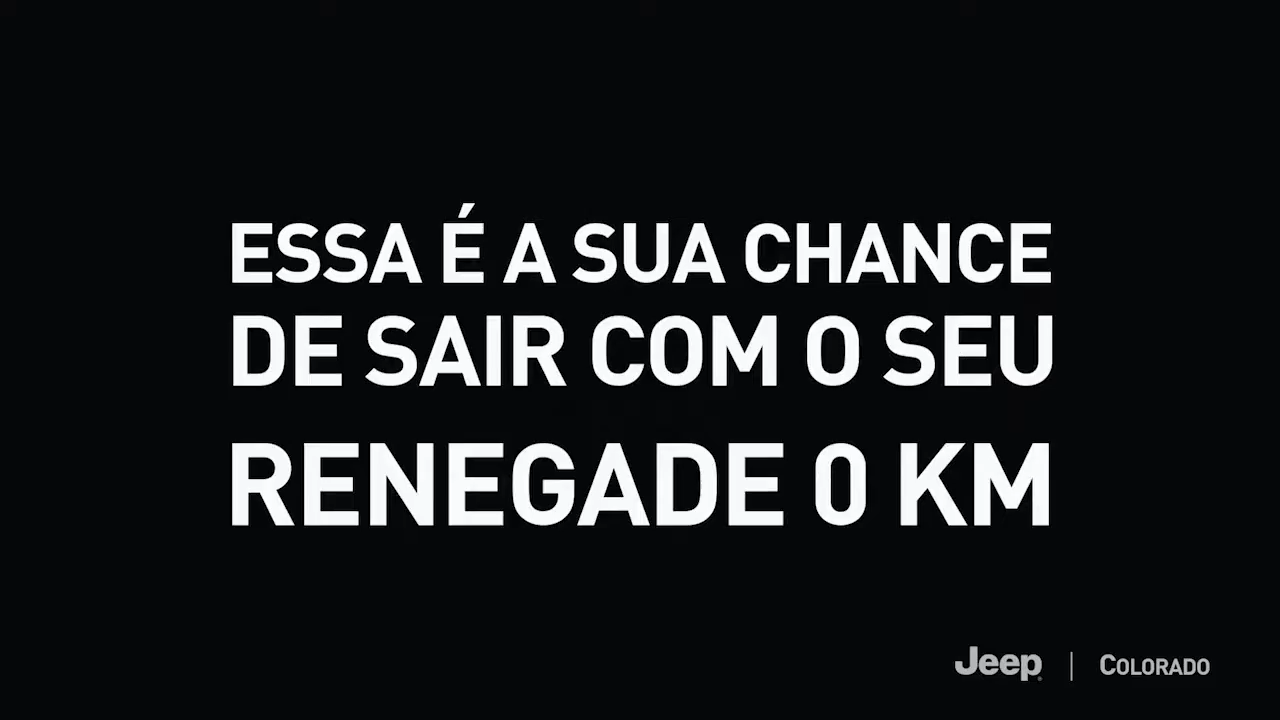 ESSA É A SUA CHANCE
DE SAIR COM O SEU
RENEGADE 0 KM
Jeep | COLORADO